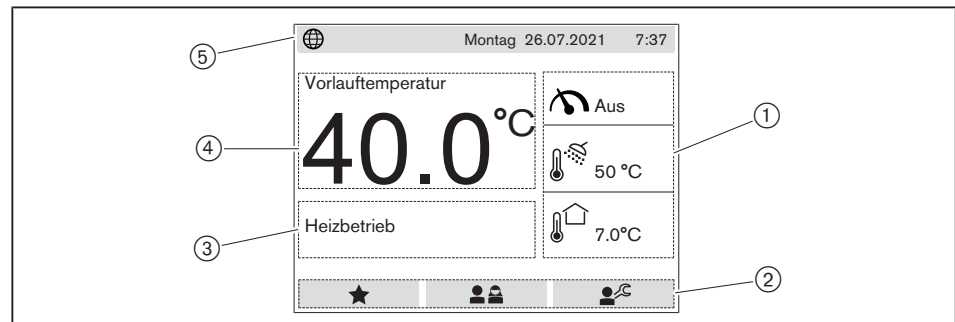 ⑤
Montag 26.07.2021 7:37
Vorlauftemperatur
40.0°C
④
Aus
①
50 °C
Heizbetrieb
③
7.0°C
②